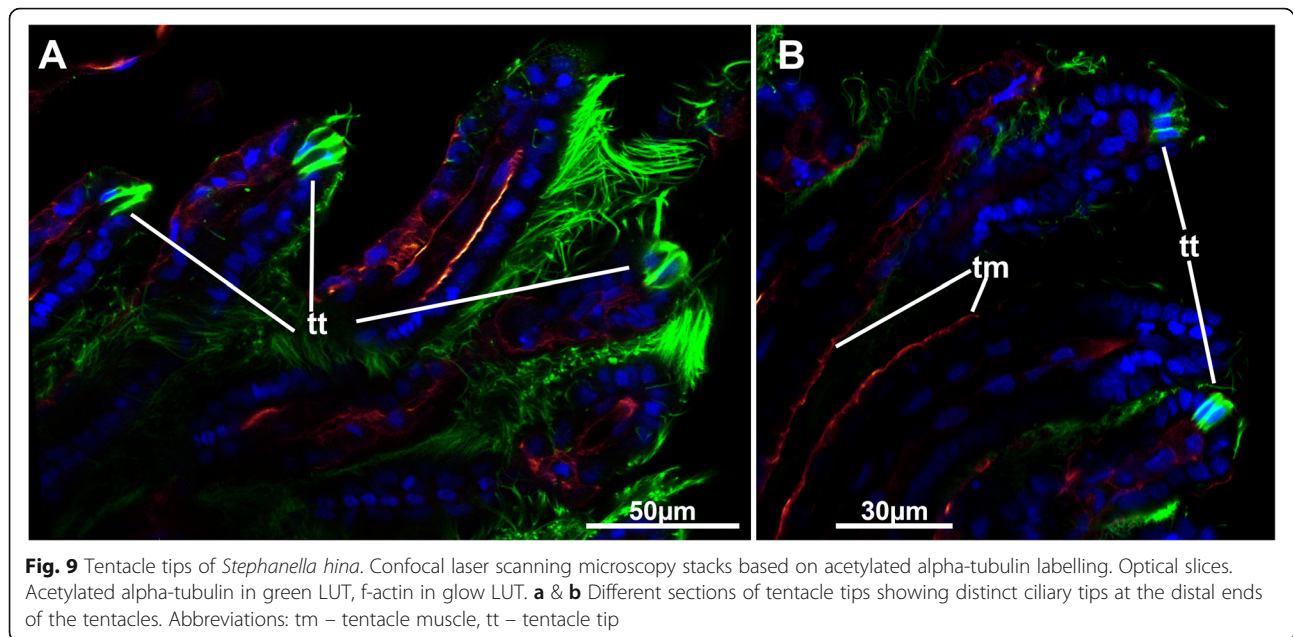 A
B
tt
tm
tt
50µm
30µm
Fig. 9 Tentacle tips of Stephanella hina. Confocal laser scanning microscopy stacks based on acetylated alpha-tubulin labelling. Optical slices.
Acetylated alpha-tubulin in green LUT, f-actin in glow LUT. a & b Different sections of tentacle tips showing distinct ciliary tips at the distal ends
of the tentacles. Abbreviations: tm – tentacle muscle, tt – tentacle tip